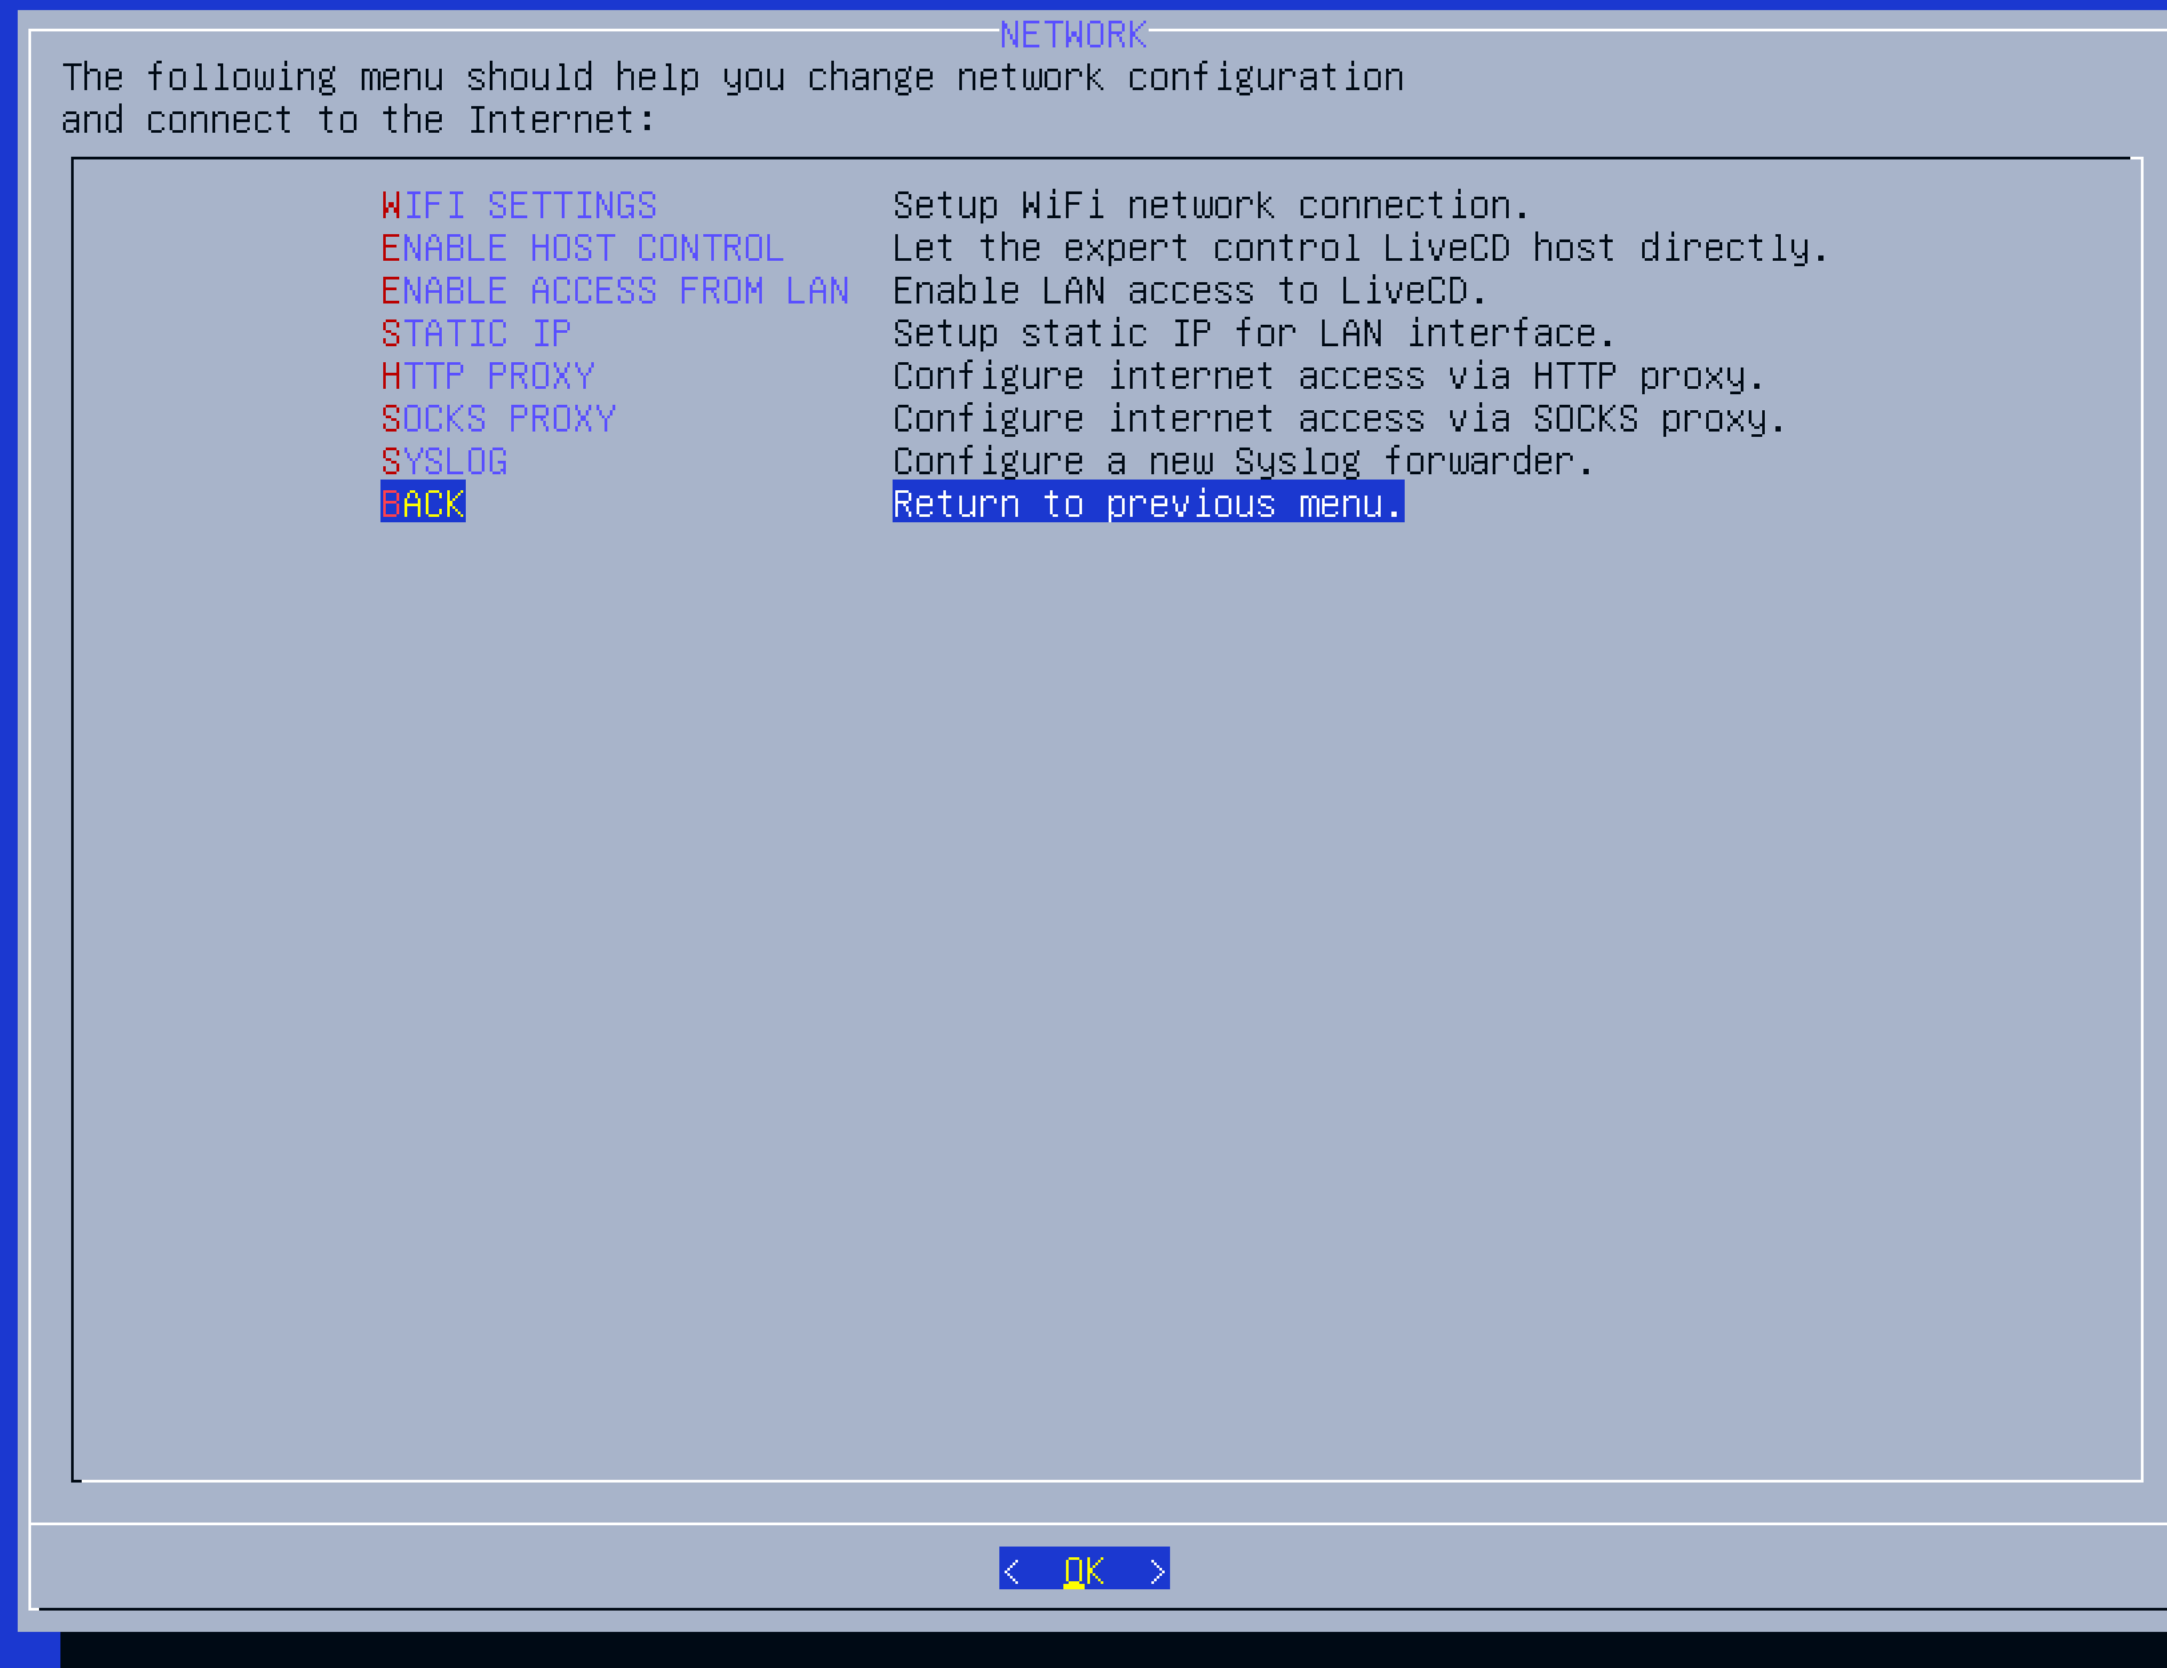 NETWORK
The following menu should help you change network configuration
and connect to the Internet:
WIFI SETTINGS Setup WiFi network connection.
ENABLE HOST CONTROL Let the expert control LiveCD host directly.
ENABLE ACCESS FROM LAN Enable LAN access to LiveCD.
STATIC IP Setup static IP for LAN interface.
HTTP PROXY Configure internet access via HTTP proxy.
SOCKS PROXY Configure internet access via SOCKS proxy.
SYSLOG Configure a new Syslog forwarder.
BACK Return to previous menu.
< OK >